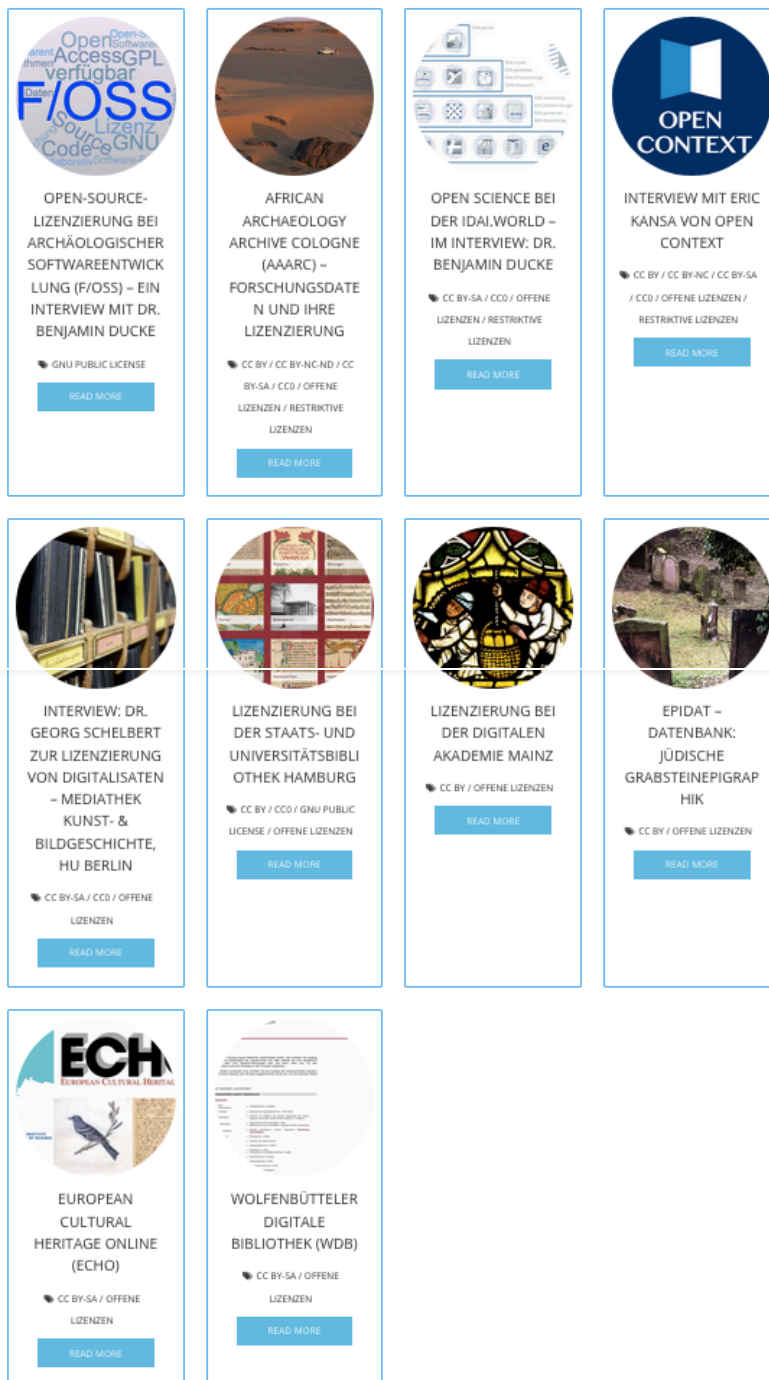 Open
Open-S
Software
arent
Access GPL
thmen
verfügbar
Daten
F/OSS
Source
Lizenz
Code
GNU
OPEN-SOURCE-
LIZENZIERUNG BEI
ARCHÄOLOGISCHER
SOFTWAREENTWICK
LUNG (F/OSS) – EIN
INTERVIEW MIT DR.
BENJAMIN DUCKE
GNU PUBLIC LICENSE
READ MORE
AFRICAN
ARCHAEOLOGY
ARCHIVE COLOGNE
(AAARC) –
FORSCHUNGSDATE
N UND IHRE
LIZENZIERUNG
CC BY / CC BY-NC-ND / CC
BY-SA / CC0 / OFFENE
LIZENZEN / RESTRIKTIVE
LIZENZEN
READ MORE
OPEN SCIENCE BEI
DER IDAI.WORLD –
IM INTERVIEW: DR.
BENJAMIN DUCKE
CC BY-SA / CC0 / OFFENE
LIZENZEN / RESTRIKTIVE
LIZENZEN
READ MORE
OPEN
CONTEXT
INTERVIEW MIT ERIC
KANSA VON OPEN
CONTEXT
CC BY / CC BY-NC / CC BY-SA
/ CC0 / OFFENE LIZENZEN /
RESTRIKTIVE LIZENZEN
READ MORE
INTERVIEW: DR.
GEORG SCHELBERT
ZUR LIZENZIERUNG
VON DIGITALISATEN
– MEDIATHEK
KUNST- &
BILDGESCHICHTE,
HU BERLIN
CC BY-SA / CC0 / OFFENE
LIZENZEN
READ MORE
LIZENZIERUNG BEI
DER STAATS- UND
UNIVERSITÄTSBIBLI
OTHEK HAMBURG
CC BY / CC0 / GNU PUBLIC
LICENSE / OFFENE LIZENZEN
READ MORE
LIZENZIERUNG BEI
DER DIGITALEN
AKADEMIE MAINZ
CC BY / OFFENE LIZENZEN
READ MORE
EPIDAT –
DATENBANK:
JÜDISCHE
GRABSTEINEPIGRAP
HIK
CC BY / OFFENE LIZENZEN
READ MORE
ECH
EUROPEAN CULTURAL HERITAG
EUROPEAN
CULTURAL
HERITAGE ONLINE
(ECHO)
CC BY-SA / OFFENE
LIZENZEN
READ MORE
WOLFENBÜTTELER
DIGITALE
BIBLIOTHEK (WDB)
CC BY-SA / OFFENE
LIZENZEN
READ MORE